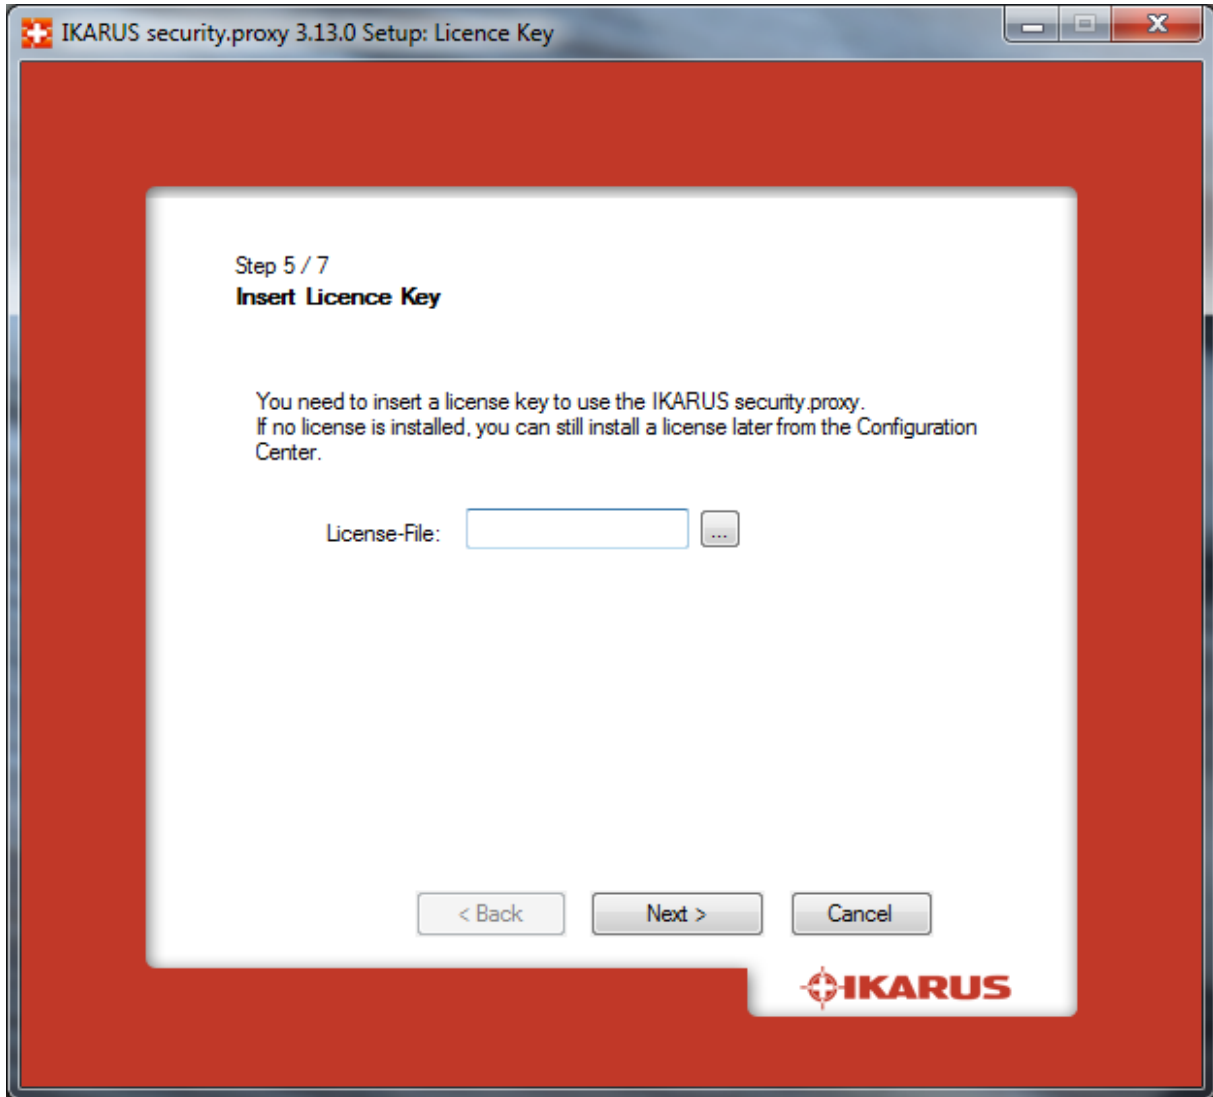 IKARUS security.proxy 3.13.0 Setup: Licence Key
Step 5 / 7
Insert Licence Key
You need to insert a license key to use the IKARUS security.proxy.
If no license is installed, you can still install a license later from the Configuration
Center.
License-File:
...
< Back
Next >
Cancel
IKARUS